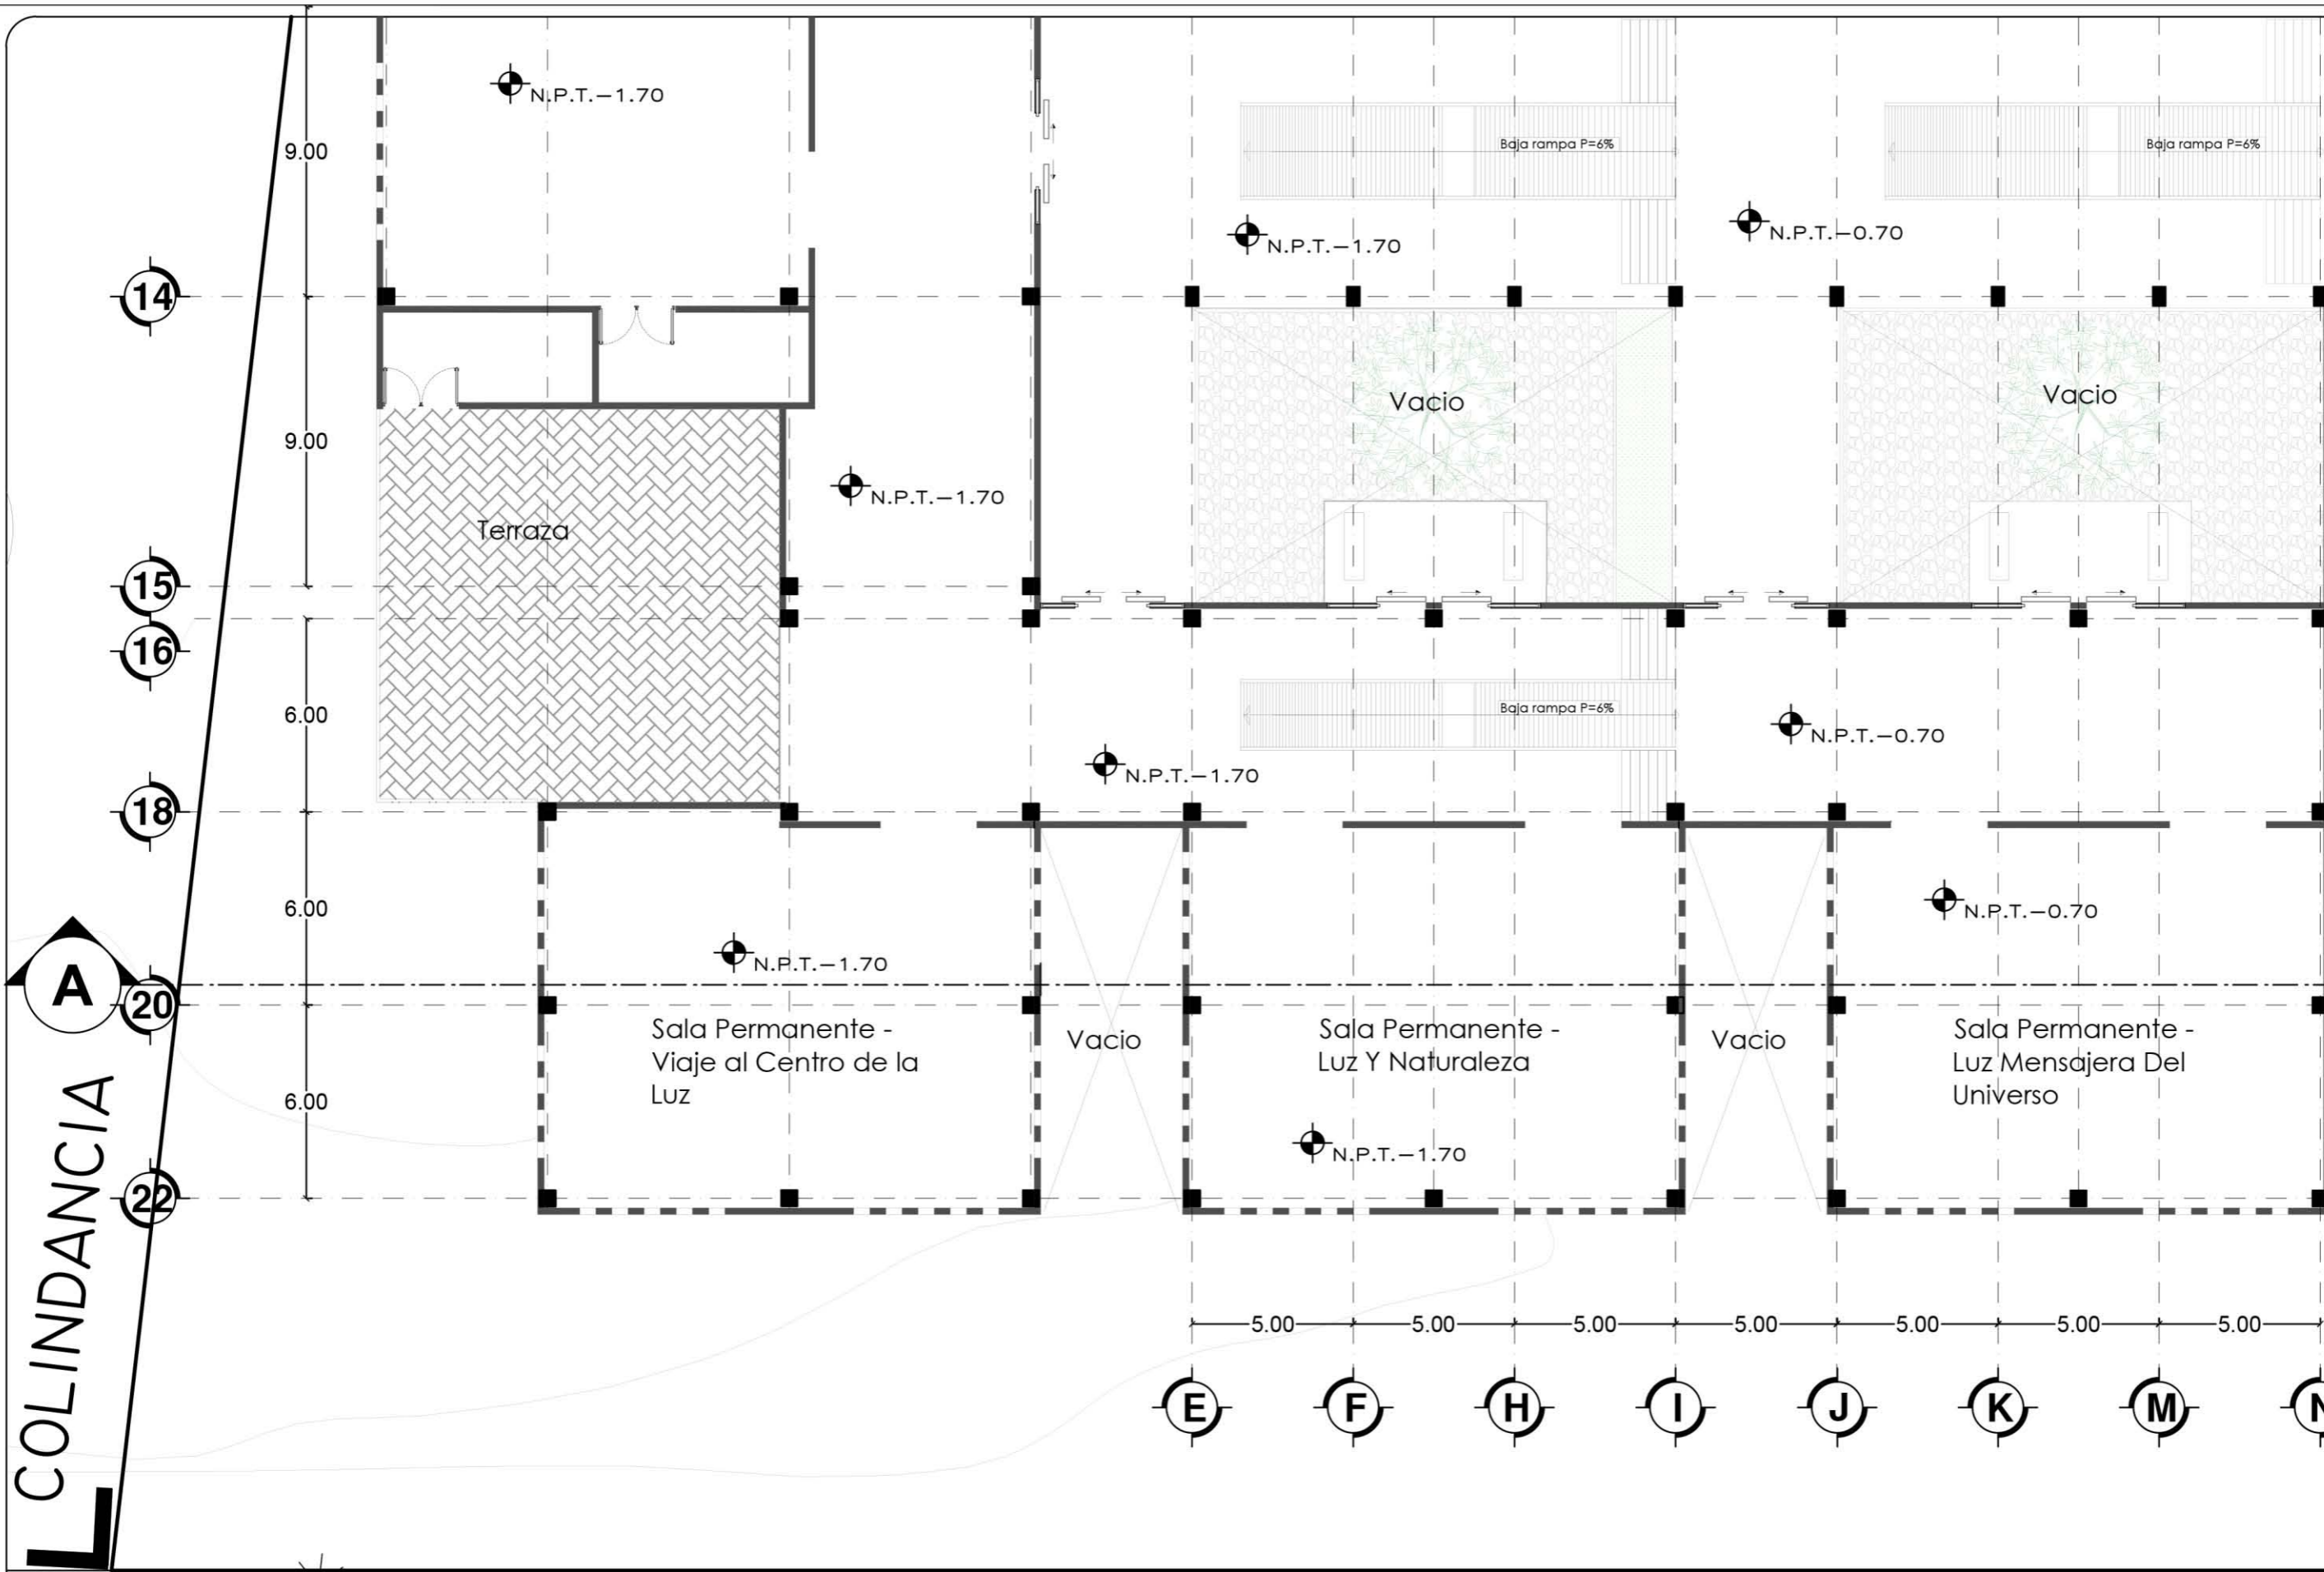 N.P.T.−1.70
9.00
Baja rampa P=6%
Baja rampa P=6%
N.P.T.−1.70
N.P.T.−0.70
14
Vacio
Vacio
9.00
N.P.T.−1.70
Terraza
15
16
6.00
Baja rampa P=6%
N.P.T.−0.70
N.P.T.−1.70
18
6.00
N.P.T.−0.70
N.P.T.−1.70
A
20
Sala Permanente -
Viaje al Centro de la
Luz
Vacio
Sala Permanente -
Luz Y Naturaleza
Vacio
Sala Permanente -
Luz Mensajera Del
Universo
6.00
N.P.T.−1.70
22
COLINDANCIA
5.00 5.00 5.00 5.00 5.00 5.00 5.00
E F H I J K M N
L